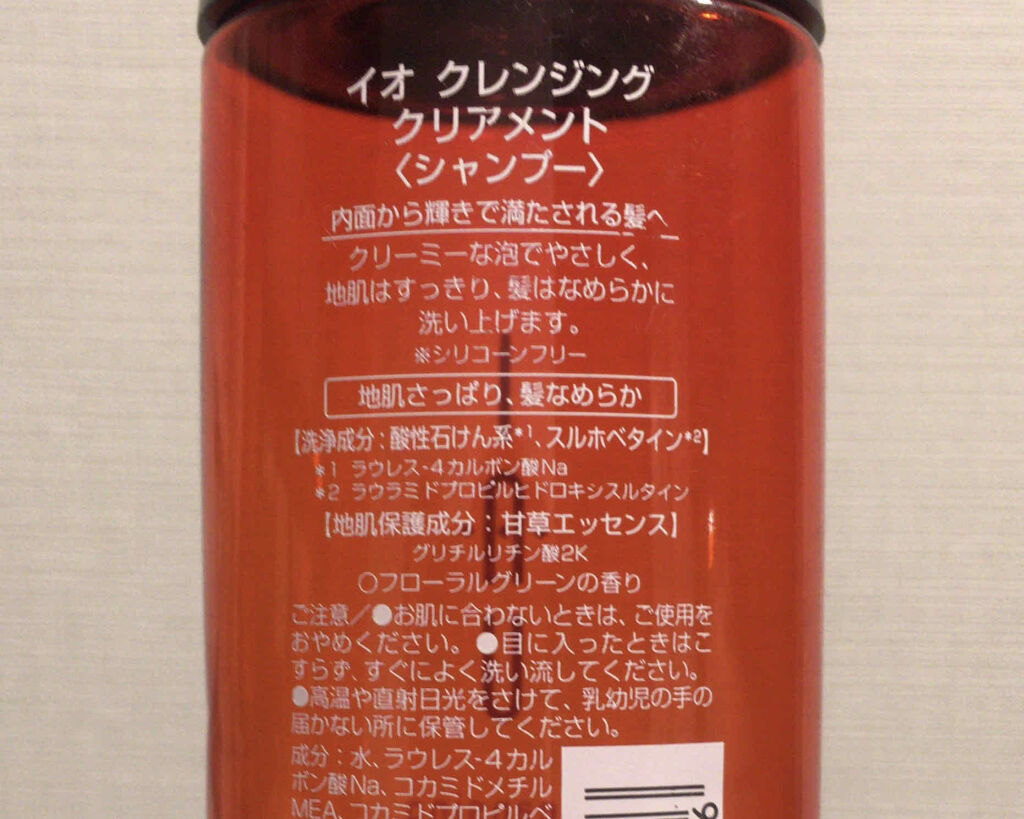 イオ クレンジング
クリアメント
〈シャンプー〉
内面から輝きで満たされる髪へ
クリーミーな泡でやさしく、
地肌はすっきり、髪はなめらかに
洗い上げます。
※シリコーンフリー
地肌さっぱり、髪なめらか
【洗浄成分：酸性石けん系*1、スルホベタイン*2】
*1 ラウレス-4カルボン酸Na
*2 ラウラミドプロピルヒドロキシスルタイン
【地肌保護成分：甘草エッセンス】
グリチルリチン酸2K
○フローラルグリーンの香り
ご注意／●お肌に合わないときは、ご使用を
おやめください。●目に入ったときはこ
すらず、すぐによく洗い流してください。
●高温や直射日光をさけて、乳幼児の手の
届かない所に保管してください。
成分：水、ラウレス-4カル
ボン酸Na、コカミドメチル
MEA、コカミドプロピルベ
9